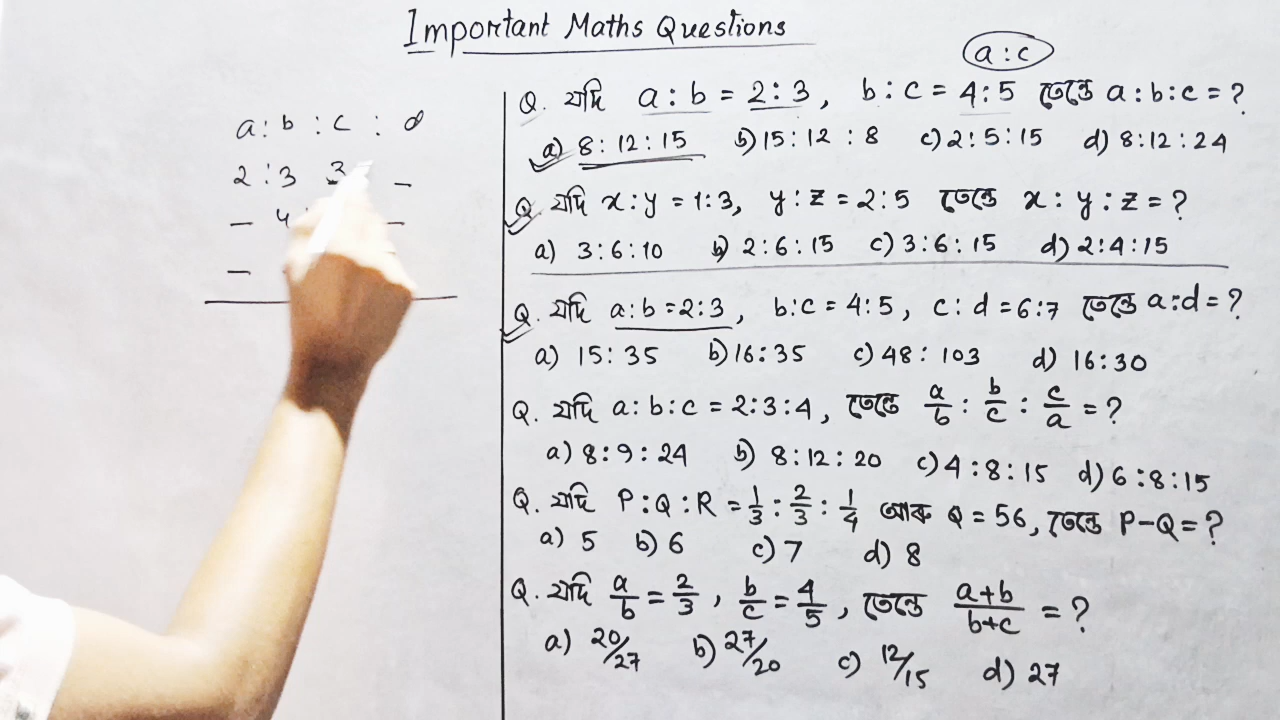 Important Maths Questions
a:c
Q. যদি a:b = 2:3, b:c = 4:5 তেন্তে a:b:c = ?
a) 8:12:15 b) 15:12:8 c) 2:5:15 d) 8:12:24
Q. যদি x:y = 1:3, y:z = 2:5 তেন্তে x:y:z = ?
a) 3:6:10 b) 2:6:15 c) 3:6:15 d) 2:4:15
Q. যদি a:b = 2:3, b:c = 4:5, c:d = 6:7 তেন্তে a:d = ?
a) 15:35 b) 16:35 c) 48:103 d) 16:30
Q. যদি a:b:c = 2:3:4, তেন্তে a/b : b/c : c/a = ?
a) 8:9:24 b) 8:12:20 c) 4:8:15 d) 6:8:15
Q. যদি P:Q:R = 1/3 : 2/3 : 1/4 আৰু Q = 56, তেন্তে P-Q = ?
a) 5 b) 6 c) 7 d) 8
Q. যদি a/b = 2/3, b/c = 4/5, তেন্তে a+b/b+c = ?
a) 20/27 b) 27/20 c) 12/15 d) 27
a:b:c:d
2:3 3 _
_ 4: _
_